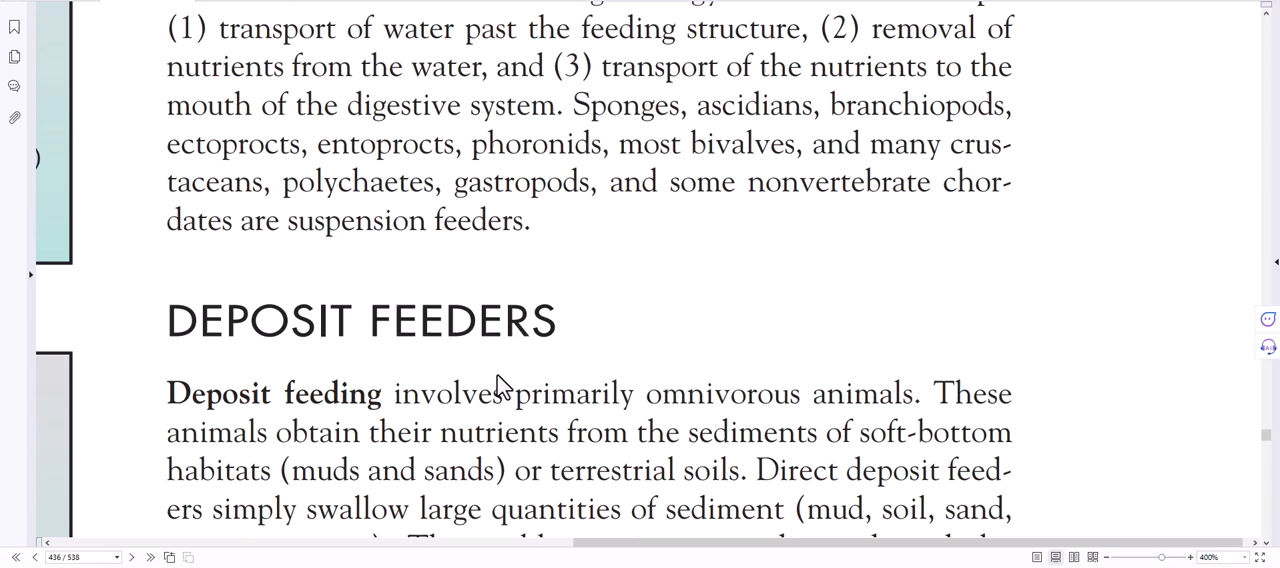 (1) transport of water past the feeding structure, (2) removal of
nutrients from the water, and (3) transport of the nutrients to the
mouth of the digestive system. Sponges, ascidians, branchiopods,
ectoprocts, entoprocts, phoronids, most bivalves, and many crus-
taceans, polychaetes, gastropods, and some nonvertebrate chor-
dates are suspension feeders.
DEPOSIT FEEDERS
Deposit feeding involves primarily omnivorous animals. These
animals obtain their nutrients from the sediments of soft-bottom
habitats (muds and sands) or terrestrial soils. Direct deposit feed-
ers simply swallow large quantities of sediment (mud, soil, sand,
436 / 538
400%